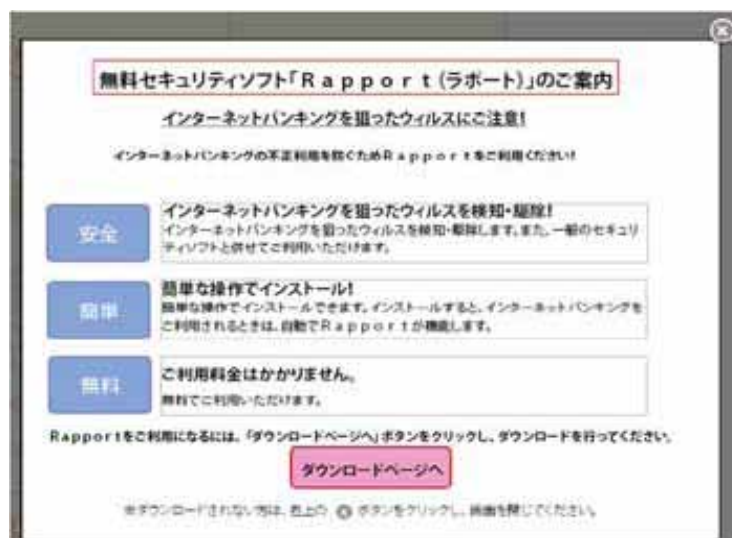 無料セキュリティソフト「Rapport(ラポート)」のご案内
インターネットバンキングを狙ったウィルスにご注意!
インターネットバンキングの不正利用を防ぐためRapportをご利用ください!
安全
インターネットバンキングを狙ったウィルスを検知・駆除!
インターネットバンキングを狙ったウィルスを検知・駆除します。また、一般のセキュリ
ティソフトと併せてご利用いただけます。
簡単
簡単な操作でインストール!
簡単な操作でインストールできます。インストールすると、インターネットバンキングを
ご利用されるときは、自動でRapportが機能します。
無料
ご利用料金はかかりません。
無料でご利用いただけます。
Rapportをご利用になるには、「ダウンロードページへ」ボタンをクリックし、ダウンロードを行ってください。
ダウンロードページへ
※ダウンロードされない方は、右上の ボタンをクリックし、画面を閉じてください。